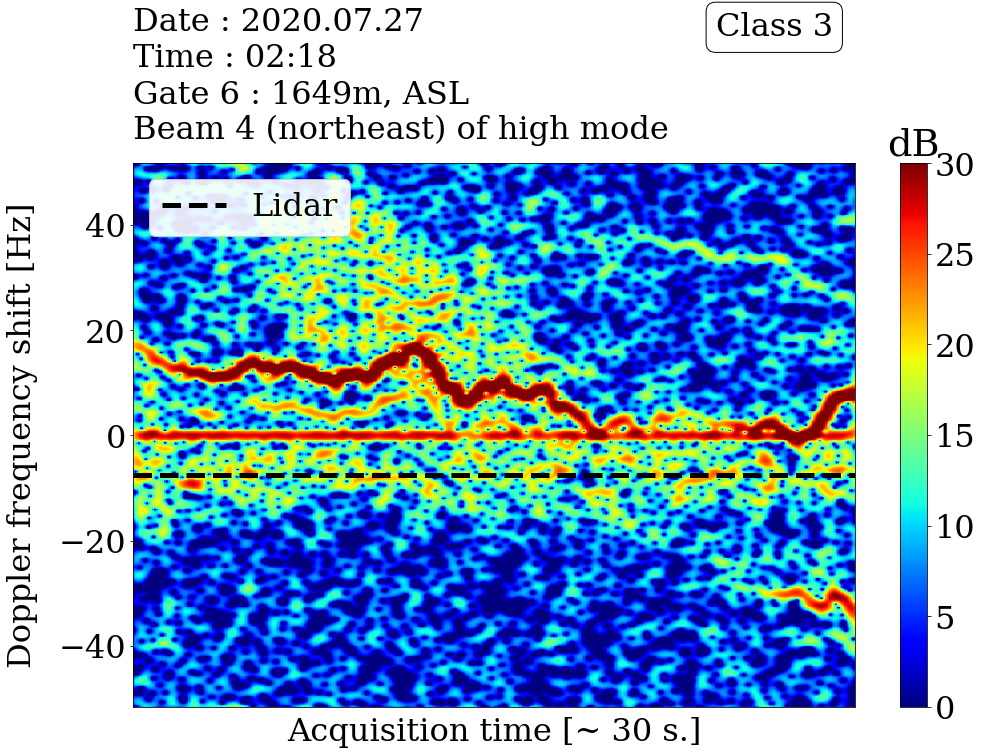 Date : 2020.07.27
Time : 02:18
Gate 6 : 1649m, ASL
Beam 4 (northeast) of high mode
Class 3
dB
Lidar
Doppler frequency shift [Hz]
40
20
0
−20
−40
30
25
20
15
10
5
0
Acquisition time [~ 30 s.]